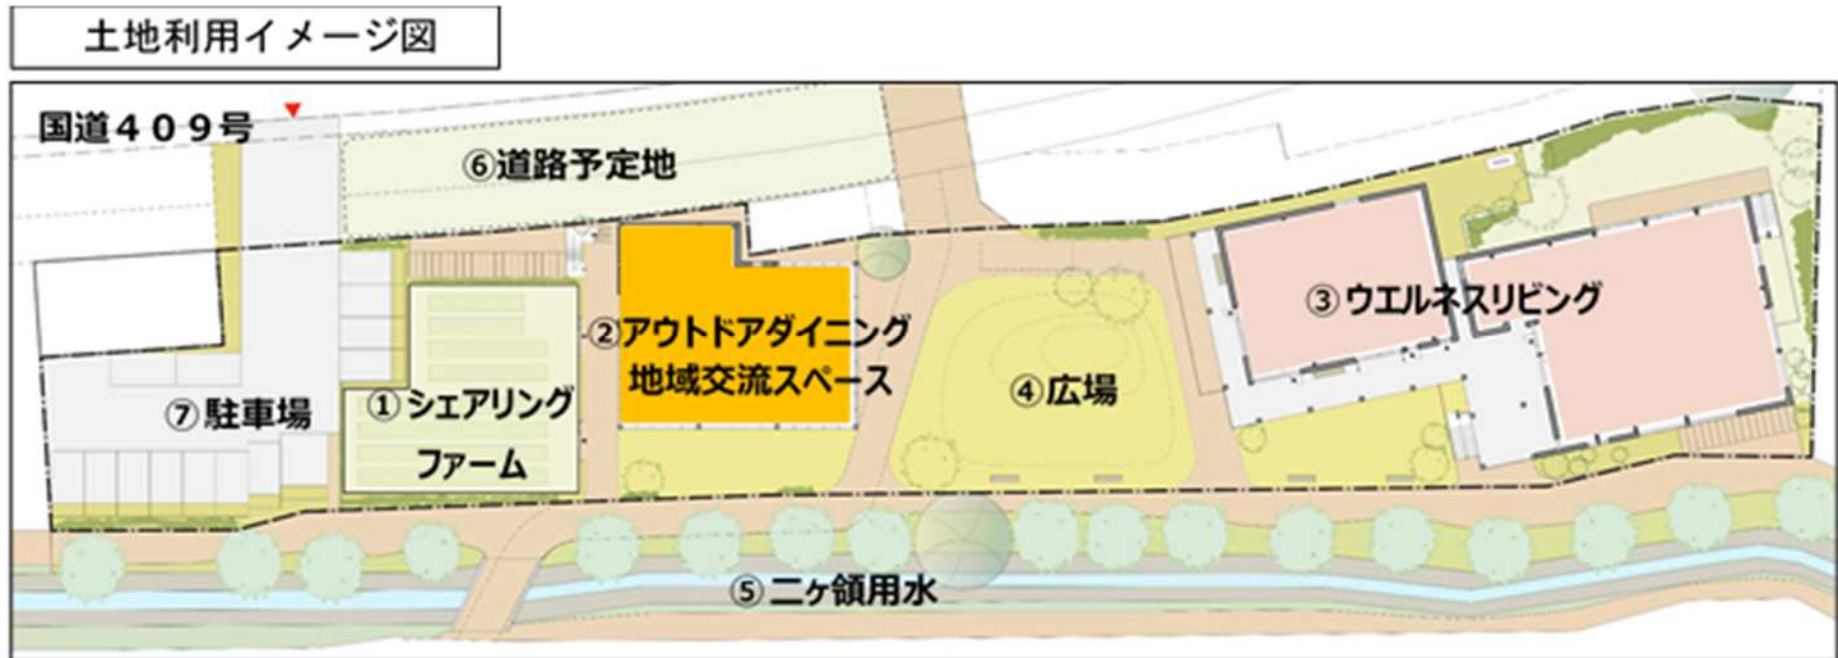 土地利用イメージ図
国道409号
⑥道路予定地
②アウトドアダイニング
地域交流スペース
③ウエルネスリビング
④広場
⑦駐車場
①シェアリング
ファーム
⑤二ヶ領用水